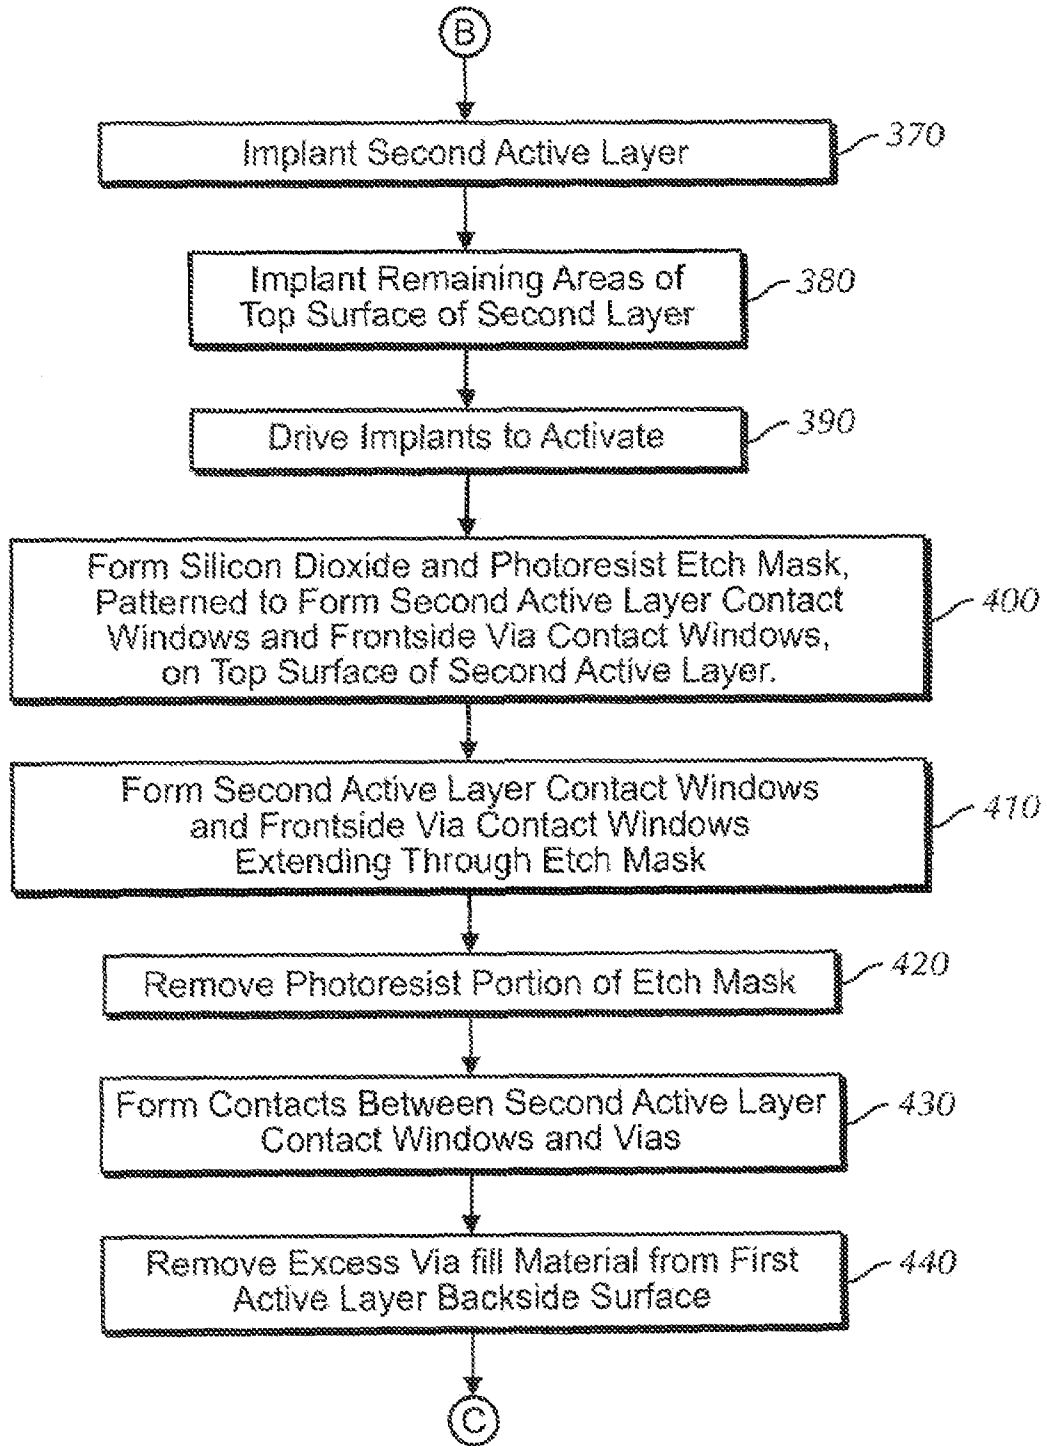 B
Implant Second Active Layer
370
Implant Remaining Areas of
Top Surface of Second Layer
380
Drive Implants to Activate
390
Form Silicon Dioxide and Photoresist Etch Mask,
Patterned to Form Second Active Layer Contact
Windows and Frontside Via Contact Windows,
on Top Surface of Second Active Layer.
400
Form Second Active Layer Contact Windows
and Frontside Via Contact Windows
Extending Through Etch Mask
410
Remove Photoresist Portion of Etch Mask
420
Form Contacts Between Second Active Layer
Contact Windows and Vias
430
Remove Excess Via fill Material from First
Active Layer Backside Surface
440
C